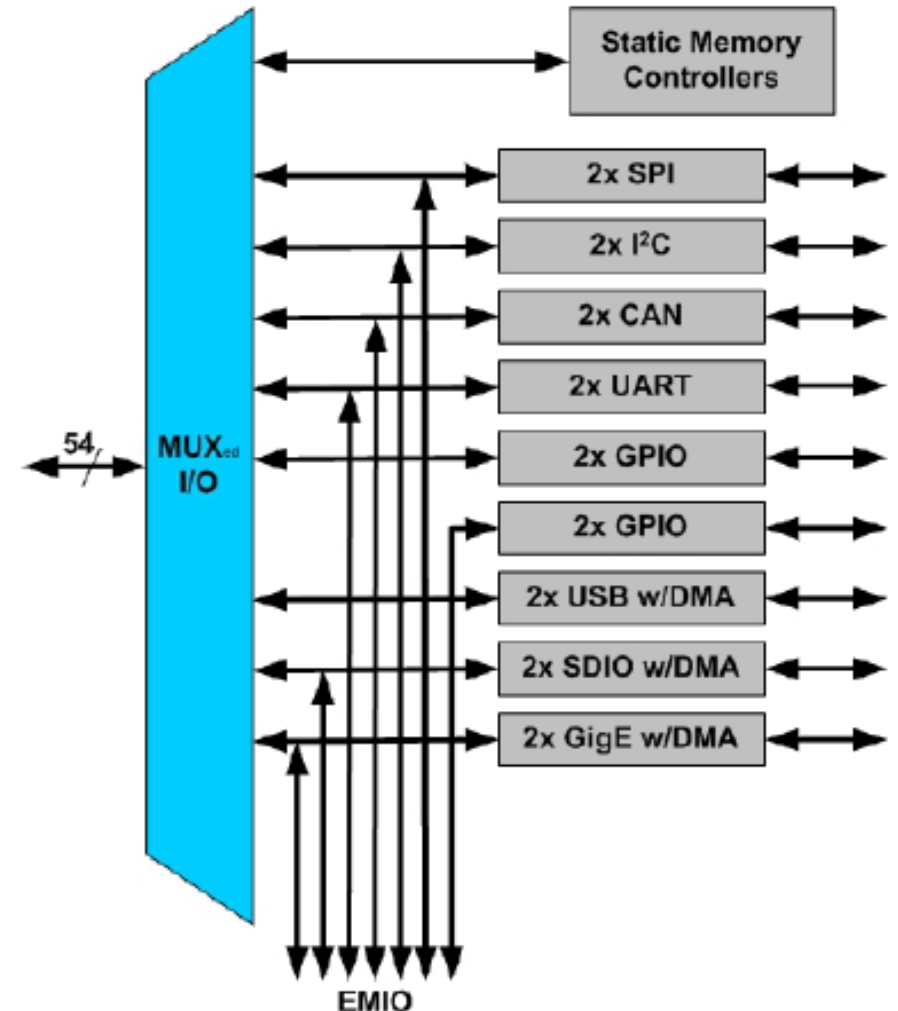 Static Memory
Controllers
2x SPI
2x I²C
2x CAN
2x UART
54
MUXed
I/O
2x GPIO
2x GPIO
2x USB w/DMA
2x SDIO w/DMA
2x GigE w/DMA
EMIO